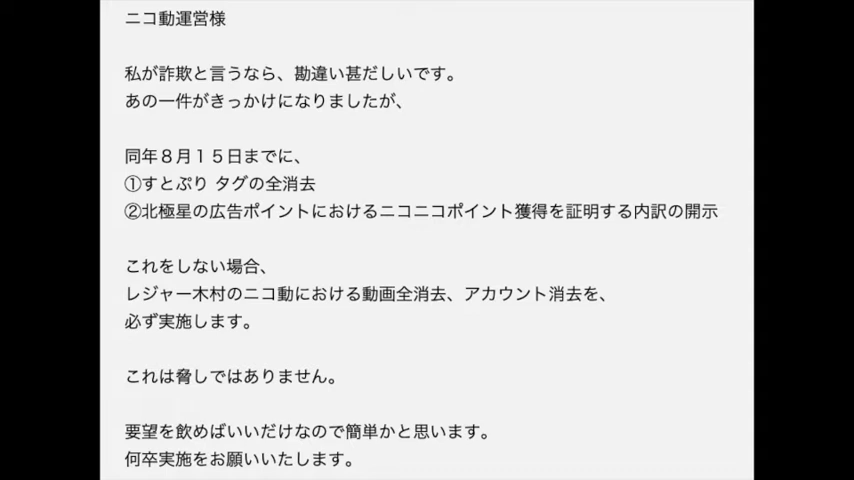 ニコ動運営様
私が詐欺と言うなら、勘違い甚だしいです。
あの一件がきっかけになりましたが、
同年８月１５日までに、
①すとぷり タグの全消去
②北極星の広告ポイントにおけるニコニコポイント獲得を証明する内訳の開示
これをしない場合、
レジャー木村のニコ動における動画全消去、アカウント消去を、
必ず実施します。
これは脅しではありません。
要望を飲めばいいだけなので簡単かと思います。
何卒実施をお願いいたします。